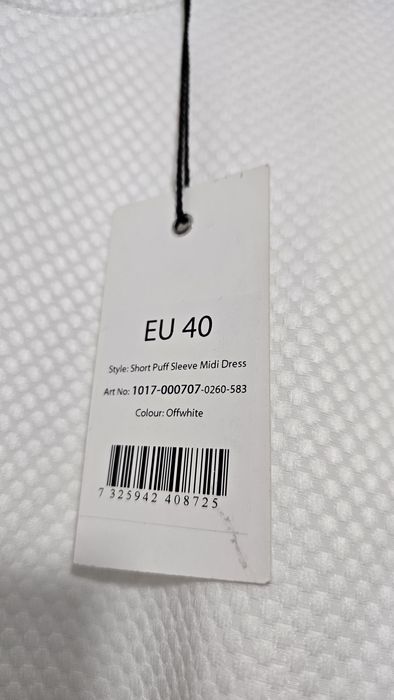 EU 40
Style: Short Puff Sleeve Midi Dress
Art No: 1017-000707-0260-583
Colour: Offwhite
7 325942 408725